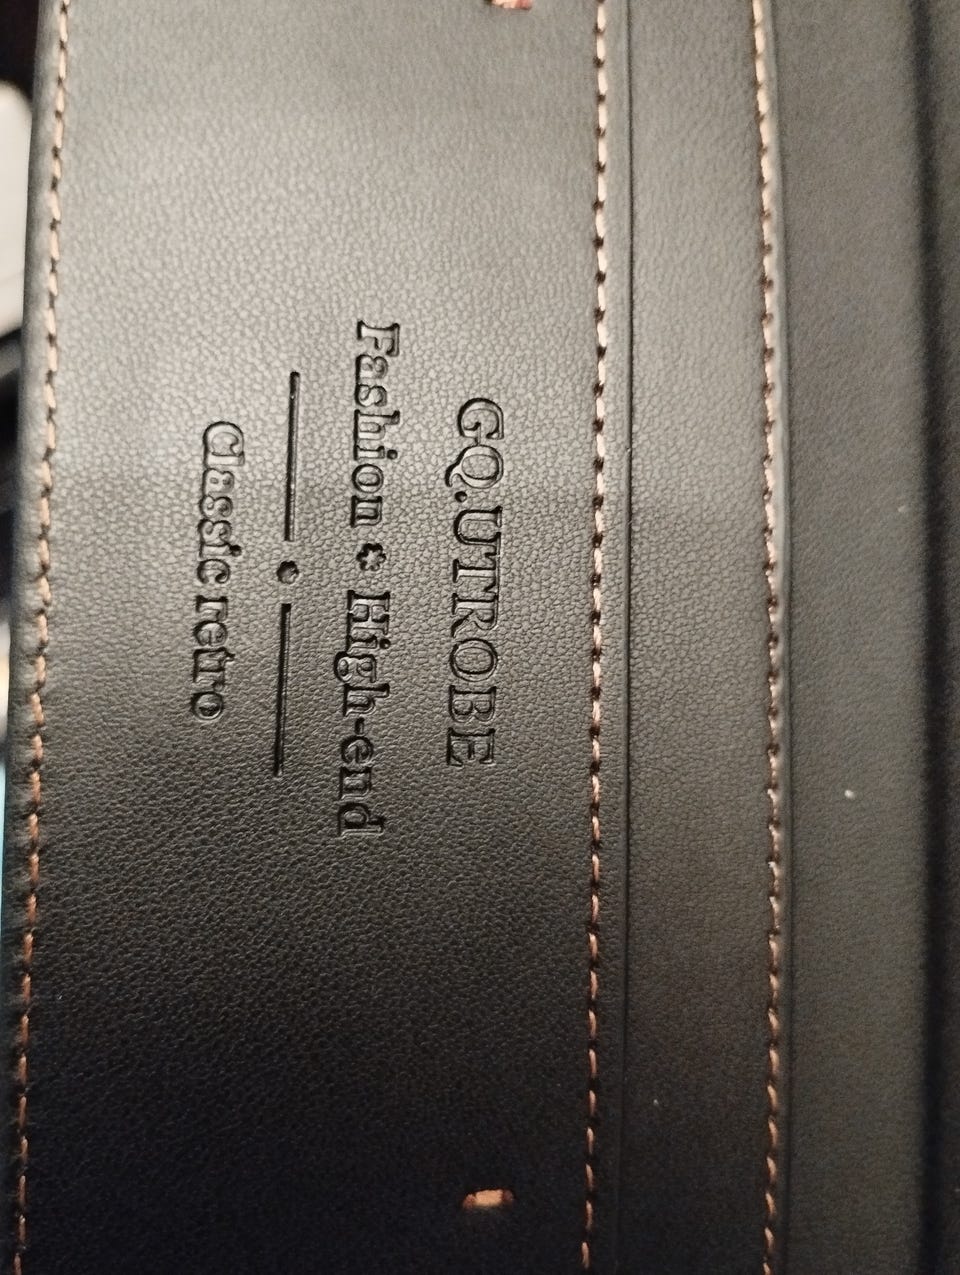 GQ.UTROBE
Fashion * High-end
Classic retro